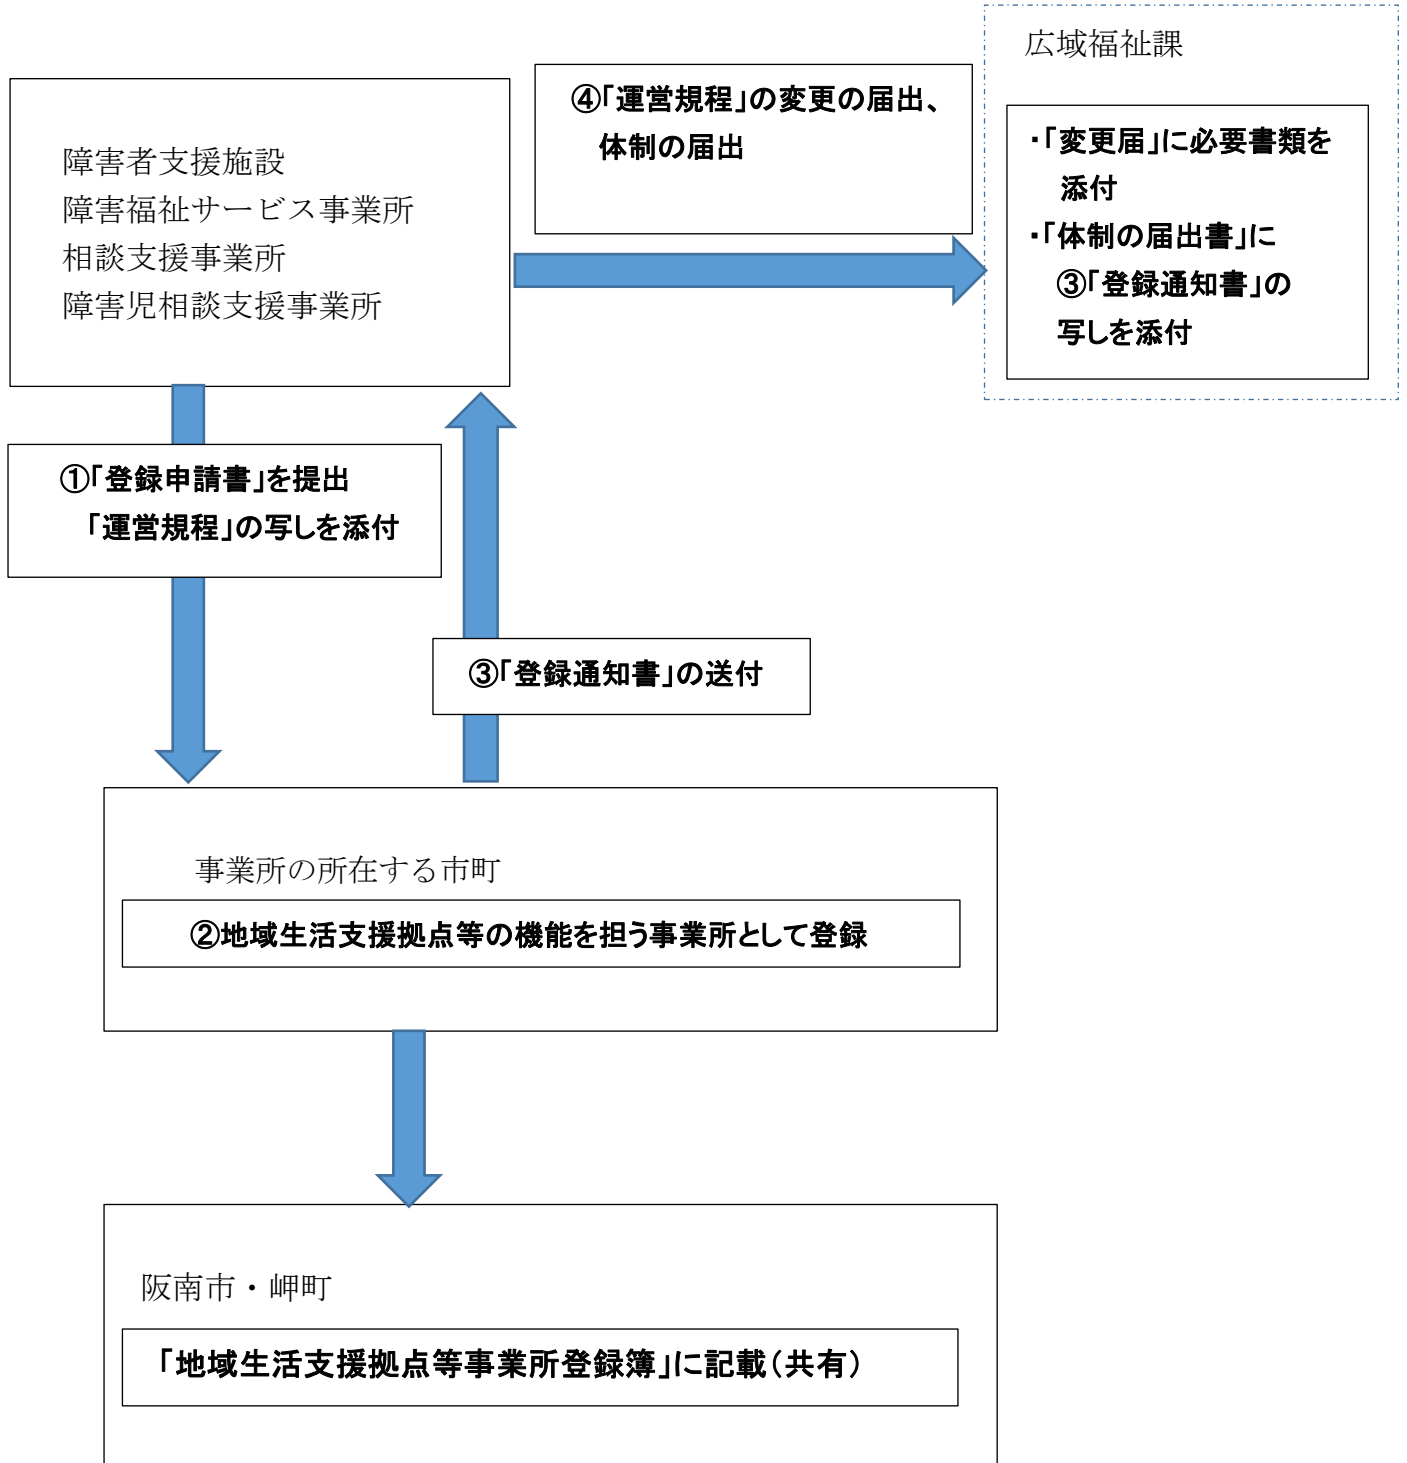 広域福祉課
④「運営規程」の変更の届出、
体制の届出
・「変更届」に必要書類を
添付
・「体制の届出書」に
③「登録通知書」の
写しを添付
障害者支援施設
障害福祉サービス事業所
相談支援事業所
障害児相談支援事業所
①「登録申請書」を提出
「運営規程」の写しを添付
③「登録通知書」の送付
事業所の所在する市町
②地域生活支援拠点等の機能を担う事業所として登録
阪南市・岬町
「地域生活支援拠点等事業所登録簿」に記載（共有）